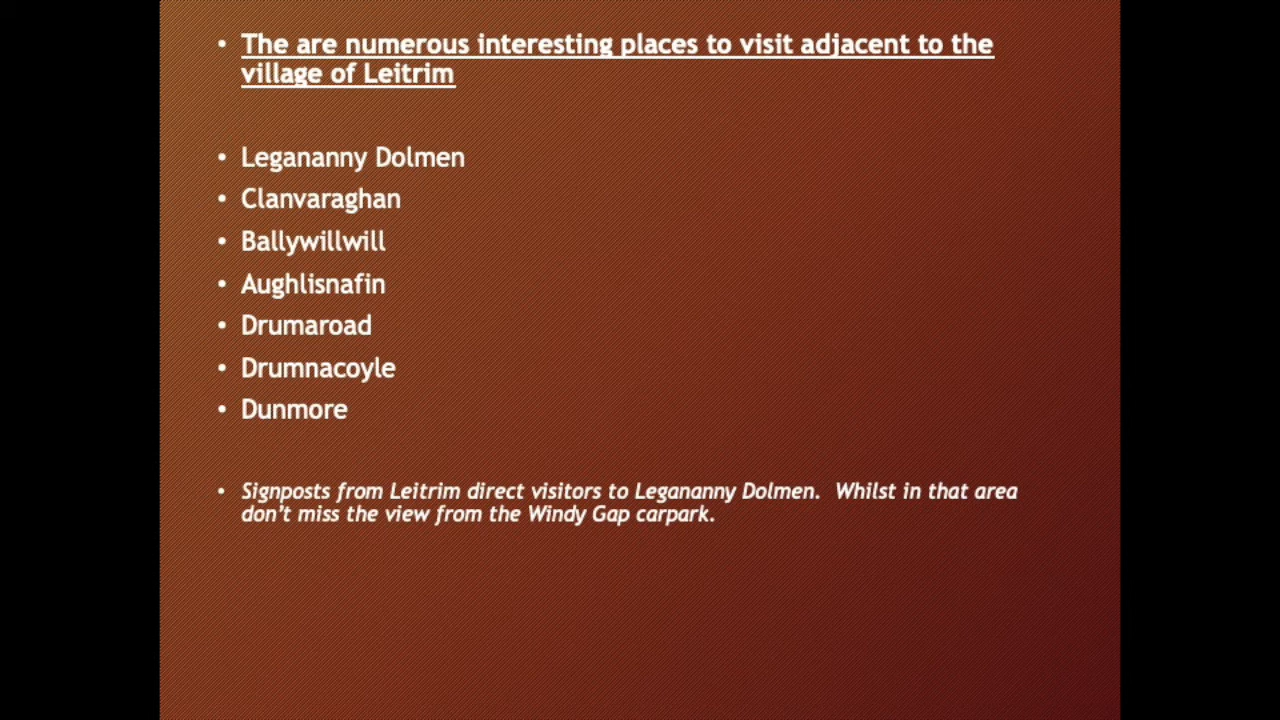 • The are numerous interesting places to visit adjacent to the
village of Leitrim
• Legananny Dolmen
• Clanvaraghan
• Ballywillwill
• Aughlisnafin
• Drumaroad
• Drumnacoyle
• Dunmore
• Signposts from Leitrim direct visitors to Legananny Dolmen.  Whilst in that area
don’t miss the view from the Windy Gap carpark.